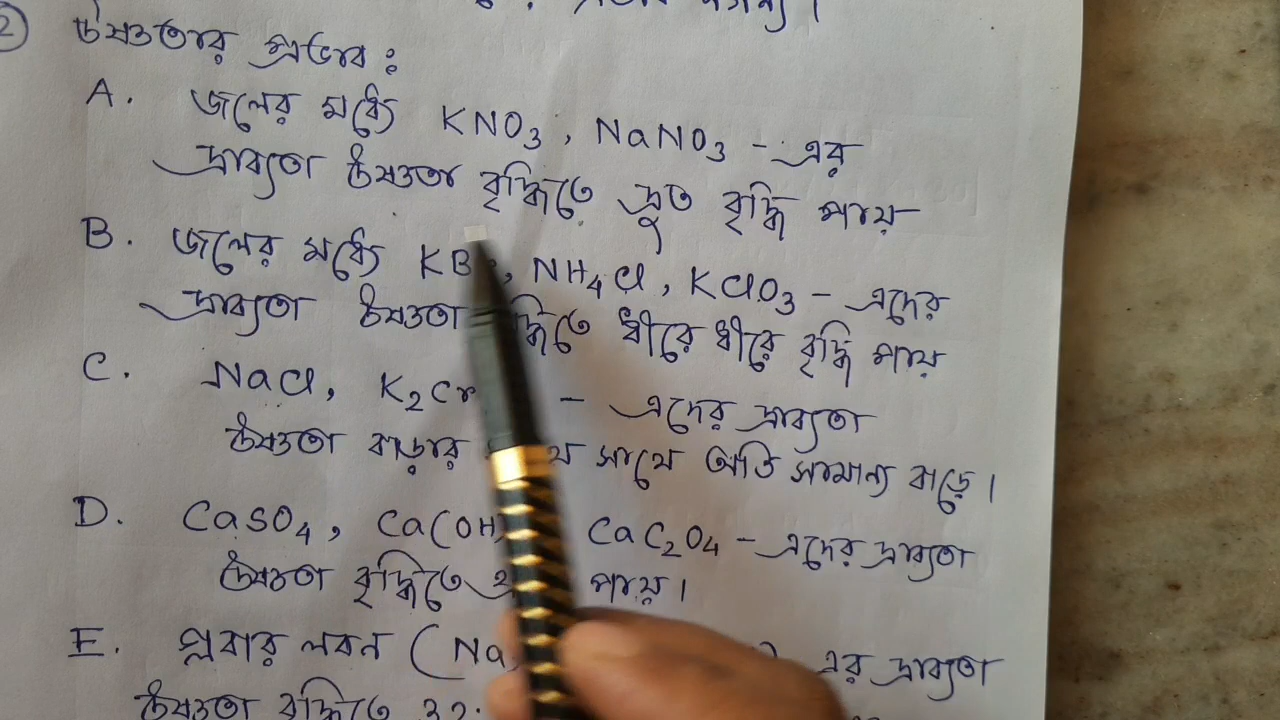 2 উষ্ণতার প্রভাব :
A. জলের মধ্যে KNO3, NaNO3 - এর
দ্রাব্যতা উষ্ণতা বৃদ্ধিতে দ্রুত বৃদ্ধি পায়
B. জলের মধ্যে NH4Cl, KClO3 - এদের
দ্রাব্যতা উষ্ণতা ধীরে ধীরে বৃদ্ধি পায়
C. NaCl, - এদের দ্রাব্যতা
উষ্ণতা বাড়ার সাথে অতি সামান্য বাড়ে।
D. CaSO4, CaC2O4 - এদের দ্রাব্যতা
উষ্ণতা বৃদ্ধিতে পায়।
E. গ্লবার লবন (Na এর দ্রাব্যতা
উষ্ণতা বৃদ্ধিতে